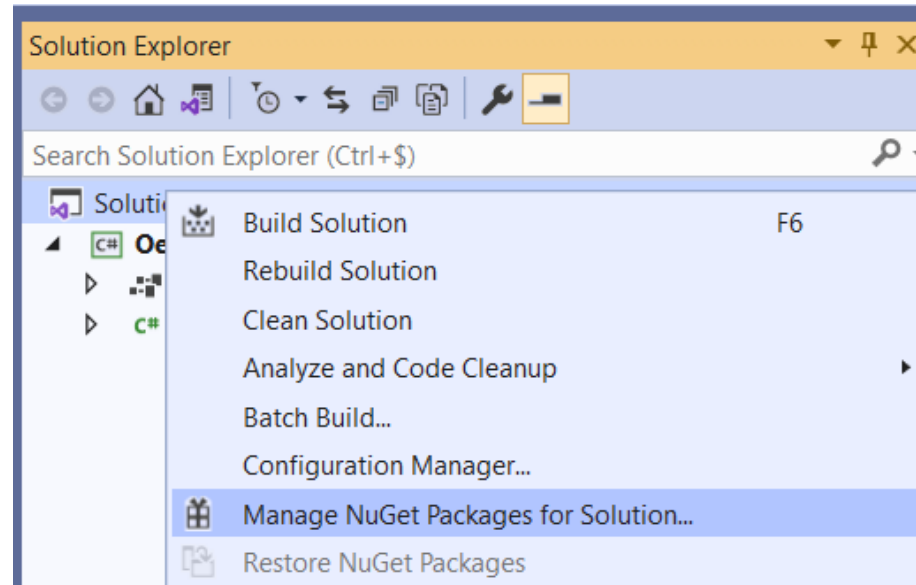 Solution Explorer
Search Solution Explorer (Ctrl+$)
Build Solution F6
C# Oe
Rebuild Solution
Clean Solution
C#
Analyze and Code Cleanup
Batch Build...
Configuration Manager...
Manage NuGet Packages for Solution...
Restore NuGet Packages